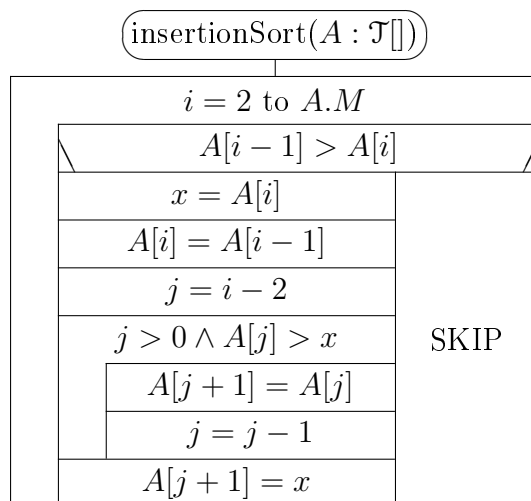 insertionSort(A : 𝒯[])
i = 2 to A.M
A[i − 1] > A[i]
x = A[i]
A[i] = A[i − 1]
j = i − 2
j > 0 ∧ A[j] > x
SKIP
A[j + 1] = A[j]
j = j − 1
A[j + 1] = x